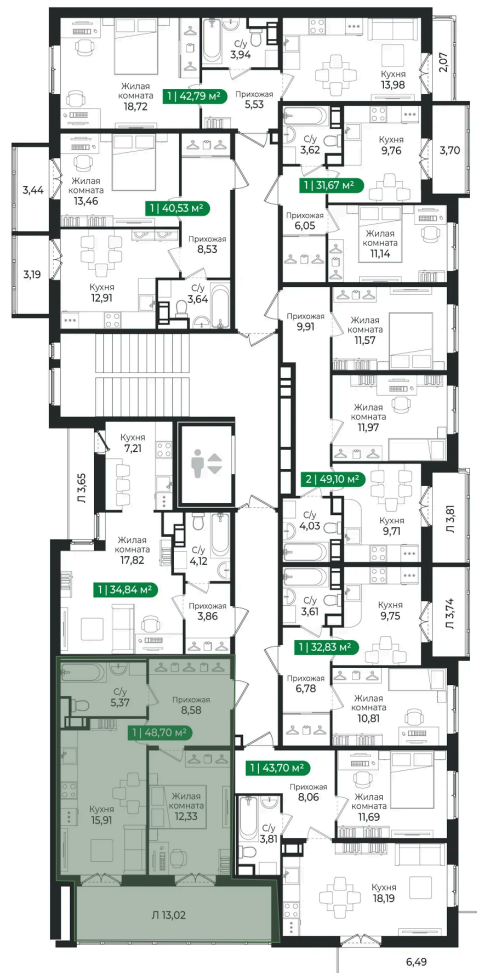 С/у
3,94
Кухня
13,98
2,07
Жилая
комната
18,72
1 | 42,79 м²
Прихожая
5,53
С/у
3,62
Кухня
9,76
3,70
3,44
Жилая
комната
13,46
1 | 40,53 м²
1 | 31,67 м²
Прихожая
6,05
Жилая
комната
11,14
Прихожая
8,53
3,19
Кухня
12,91
С/у
3,64
Прихожая
9,91
Жилая
комната
11,57
Жилая
комната
11,97
Кухня
7,21
Л 3,65
2 | 49,10 м²
С/у
4,03
Кухня
9,71
Л 3,81
Жилая
комната
17,82
С/у
4,12
1 | 34,84 м²
Прихожая
3,86
С/у
3,61
Кухня
9,75
Л 3,74
1 | 32,83 м²
Прихожая
6,78
Жилая
комната
10,81
С/у
5,37
Прихожая
8,58
1 | 48,70 м²
1 | 43,70 м²
Прихожая
8,06
Жилая
комната
11,69
Кухня
15,91
Жилая
комната
12,33
С/у
3,81
Кухня
18,19
Л 13,02
6,49